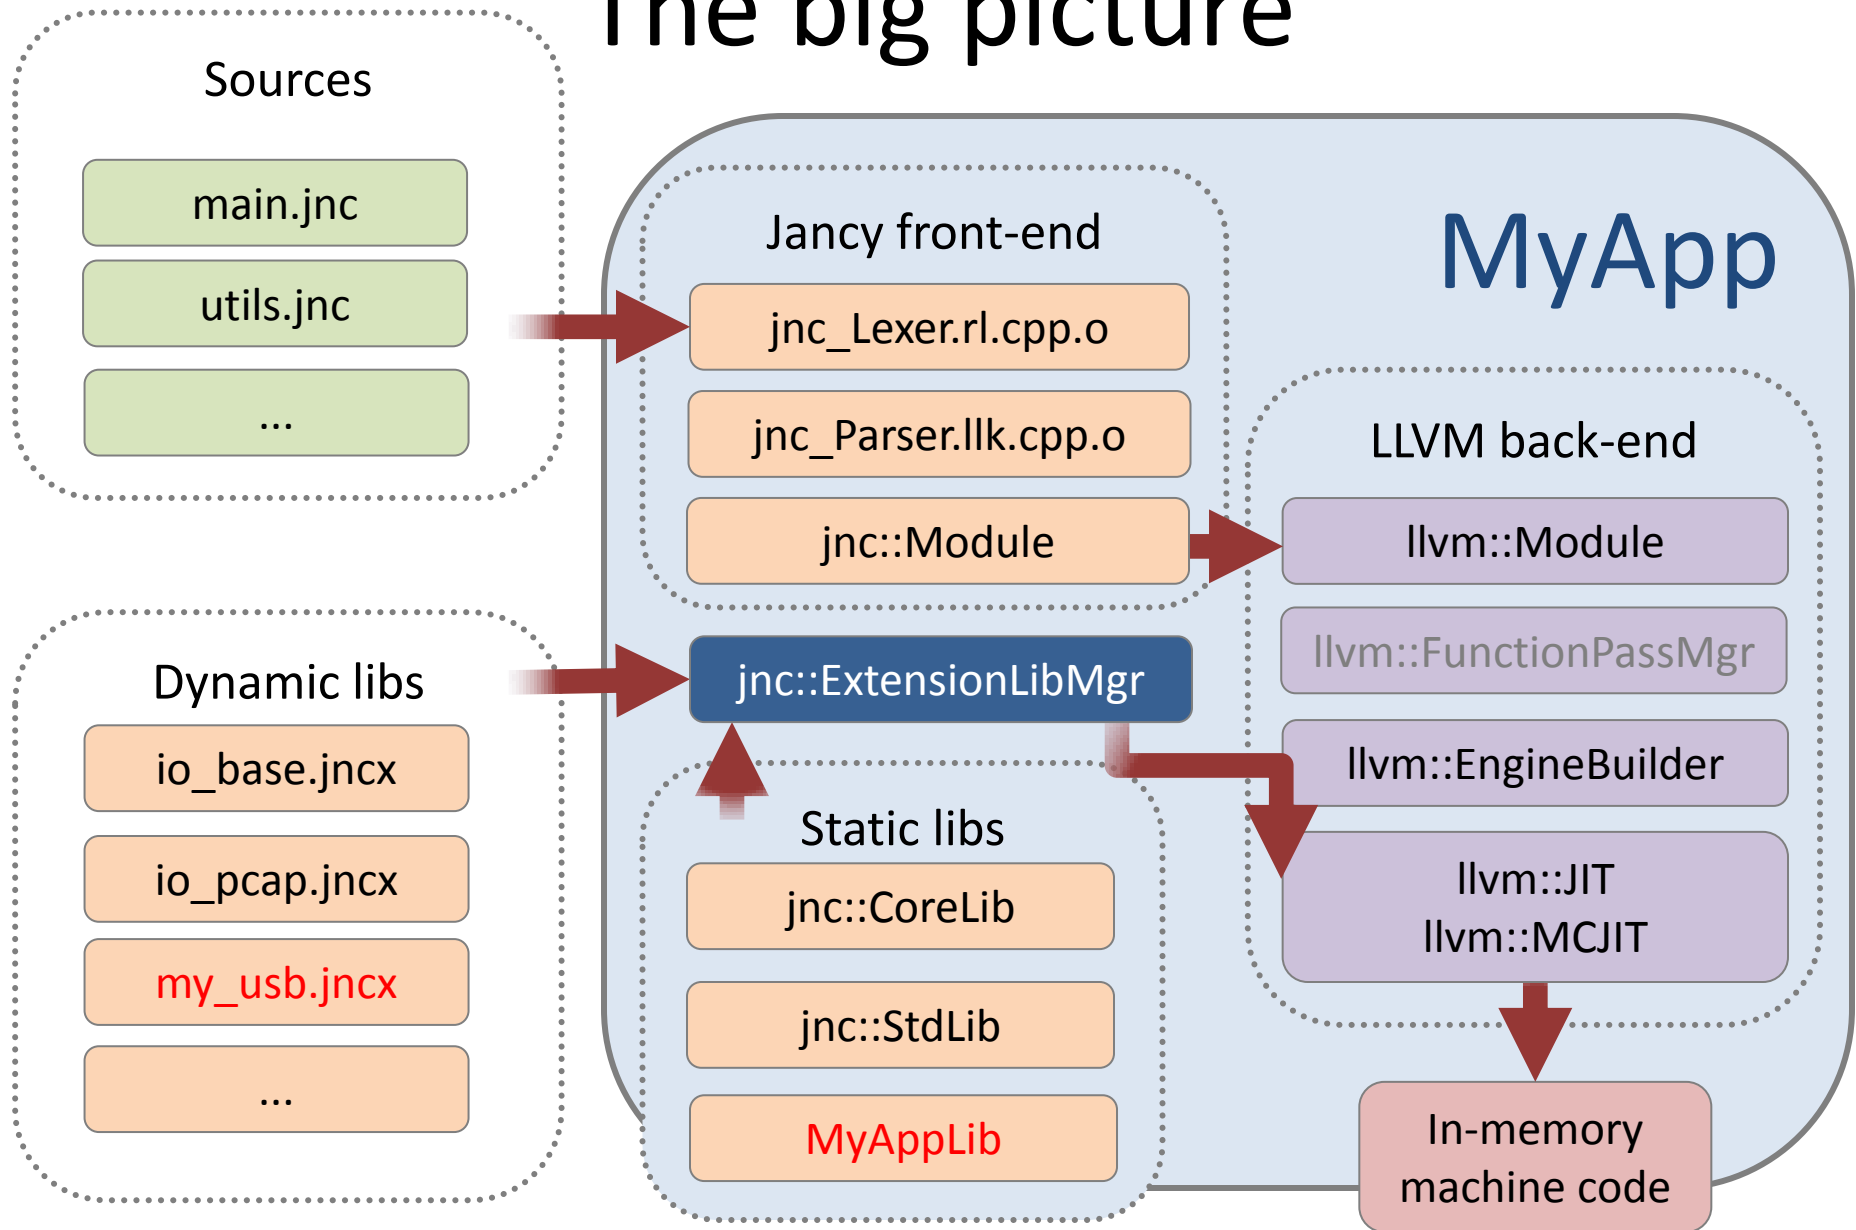 The big picture
Sources
main.jnc
utils.jnc
...
Dynamic libs
io_base.jncx
io_pcap.jncx
my_usb.jncx
...
MyApp
Jancy front-end
jnc_Lexer.rl.cpp.o
jnc_Parser.llk.cpp.o
jnc::Module
jnc::ExtensionLibMgr
Static libs
jnc::CoreLib
jnc::StdLib
MyAppLib
LLVM back-end
llvm::Module
llvm::FunctionPassMgr
llvm::EngineBuilder
llvm::JIT
llvm::MCJIT
In-memory
machine code